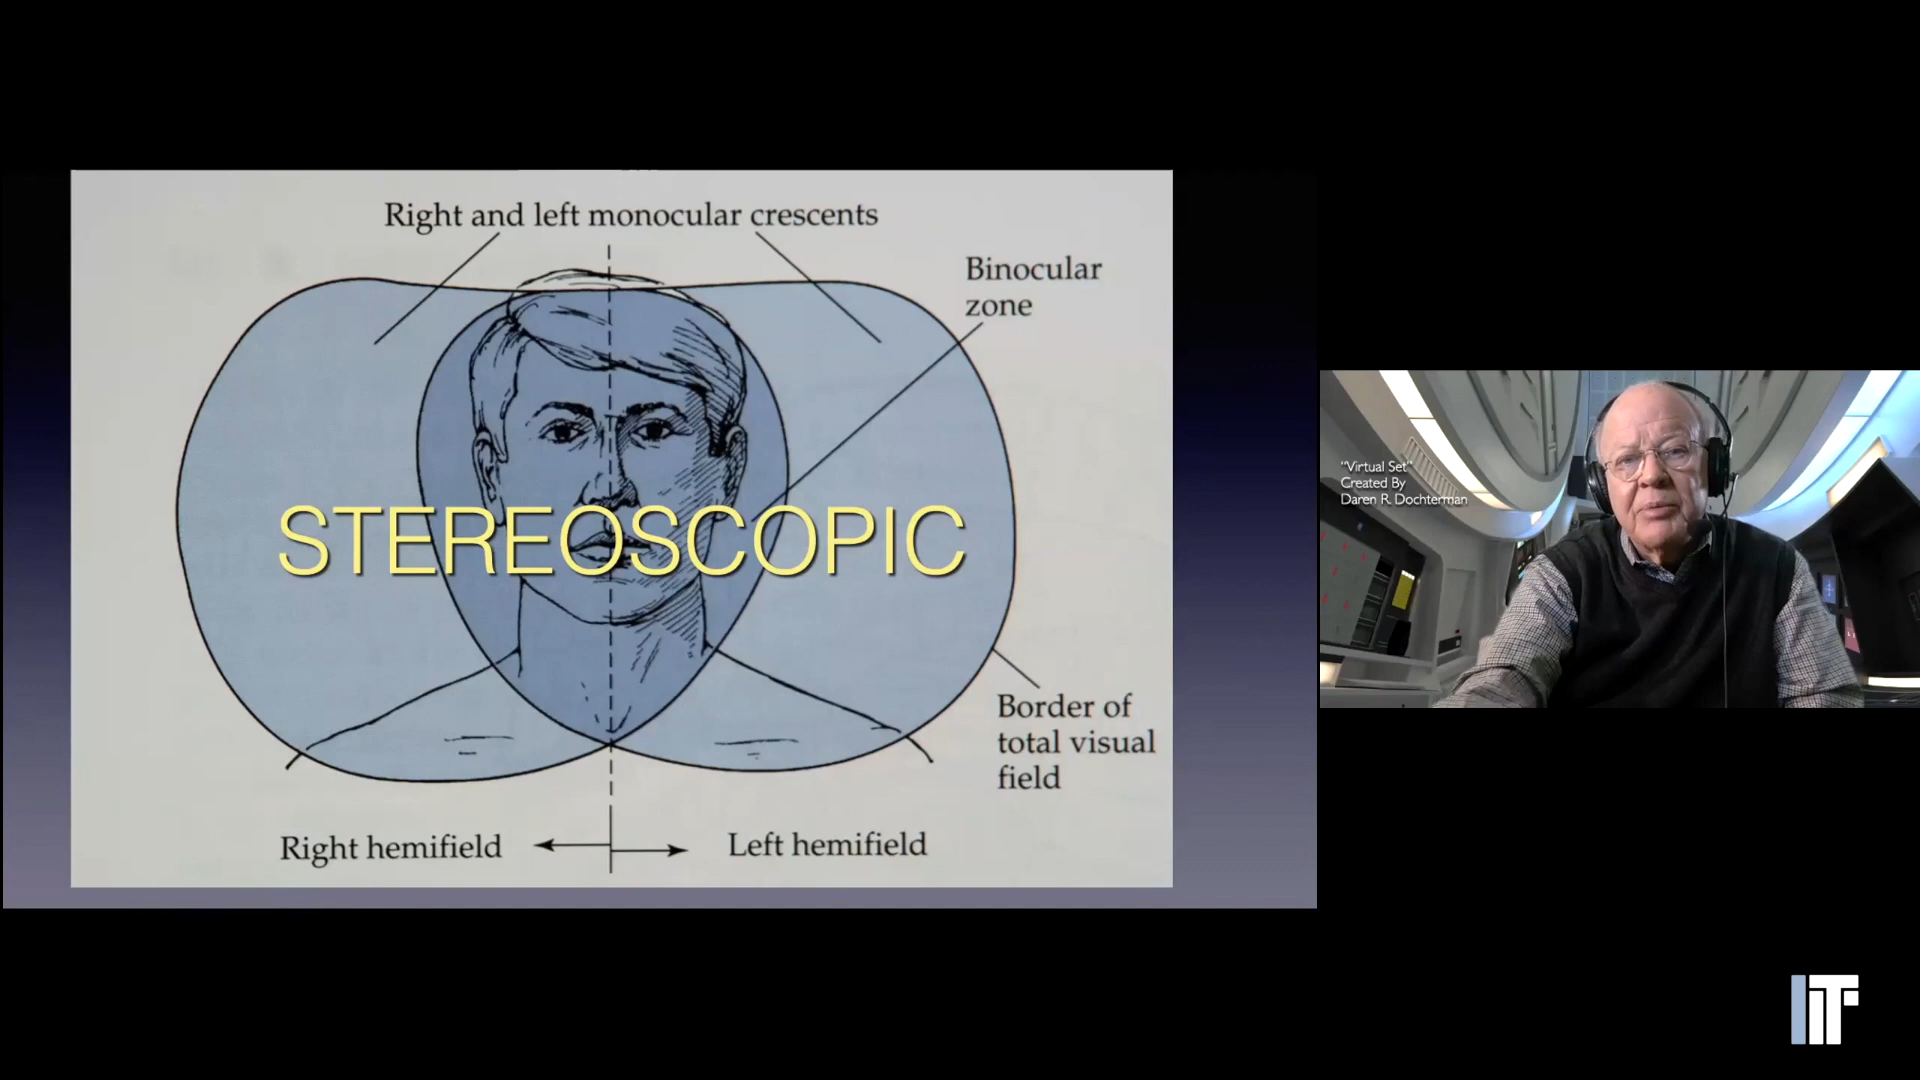 Right and left monocular crescents
Binocular
zone
STEREOSCOPIC
Border of
total visual
field
Right hemifield
Left hemifield
"Virtual Set"
Created By
Daren R. Dochterman
IITF